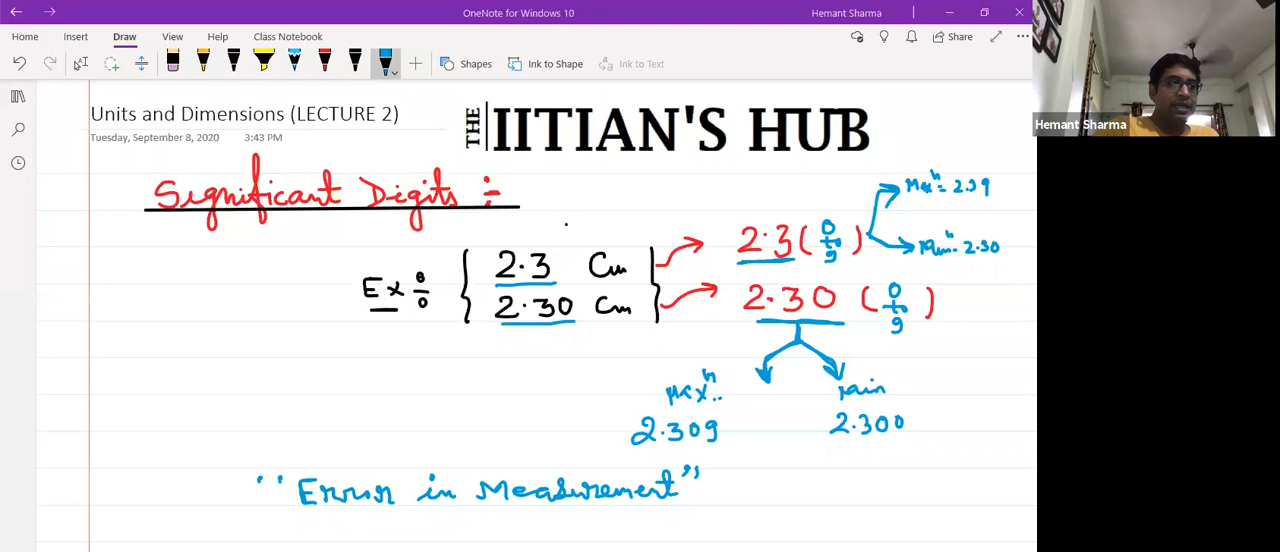 OneNote for Windows 10
Hemant Sharma
Home Insert Draw View Help Class Notebook
Share
Shapes Ink to Shape Ink to Text
Units and Dimensions (LECTURE 2)
Tuesday, September 8, 2020 3:43 PM
THE IITIAN'S HUB
Hemant Sharma
Significant Digits :-
Maxᵐ = 2.39
2.3 ( 0 to 9 )
Minᵐ = 2.30
Ex :
2.3 Cm
2.30 Cm
2.30 ( 0 to 9 )
Maxᵐ
min
2.309
2.300
"Error in Measurement"